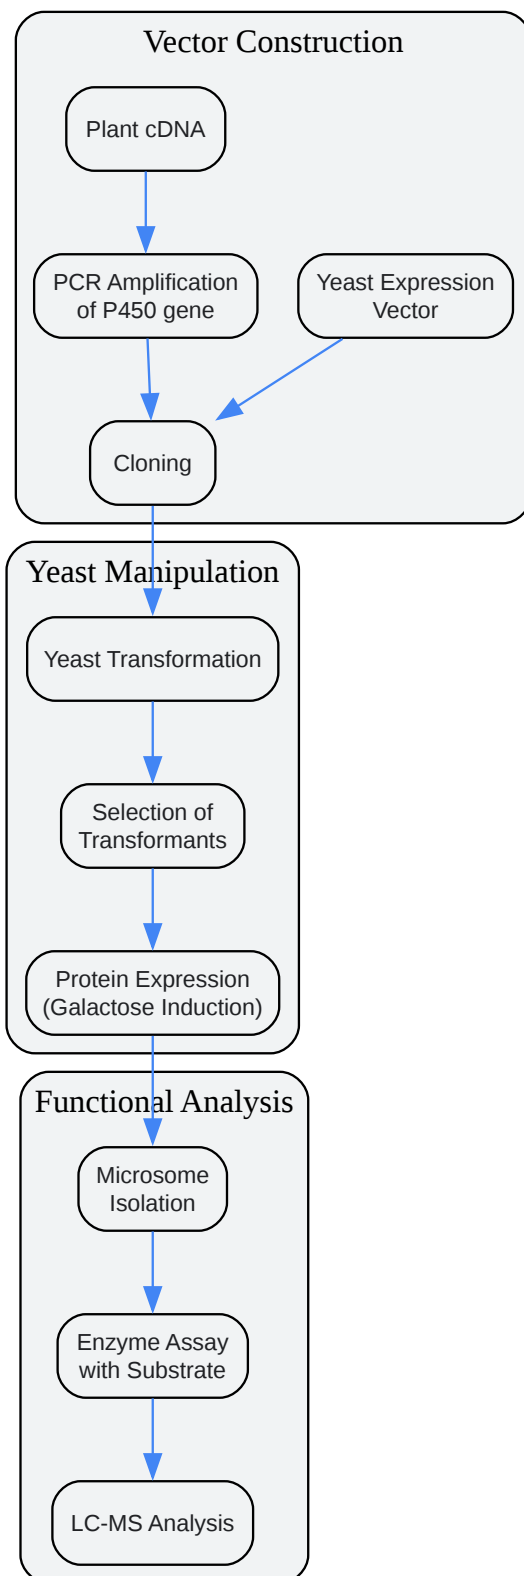 Vector Construction
Plant cDNA
PCR Amplification
of P450 gene
Yeast Expression
Vector
Cloning
Yeast Manipulation
Yeast Transformation
Selection of
Transformants
Protein Expression
(Galactose Induction)
Functional Analysis
Microsome
Isolation
Enzyme Assay
with Substrate
LC-MS Analysis